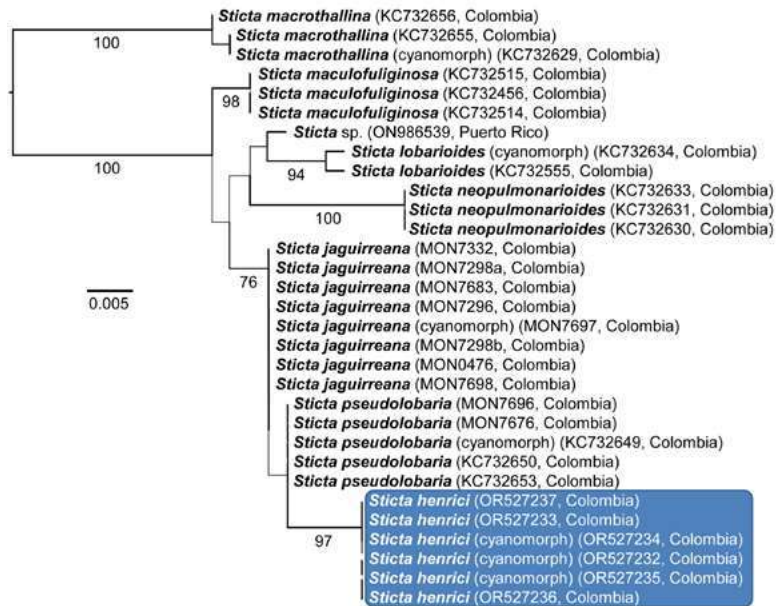 Sticta macrothallina (KC732656, Colombia)
Sticta macrothallina (KC732655, Colombia)
100
Sticta macrothallina (cyanomorph) (KC732629, Colombia)
Sticta maculofuliginosa (KC732515, Colombia)
Sticta maculofuliginosa (KC732456, Colombia)
98
Sticta maculofuliginosa (KC732514, Colombia)
Sticta sp. (ON986539, Puerto Rico)
Sticta lobarioides (cyanomorph) (KC732634, Colombia)
100
94
Sticta lobarioides (KC732555, Colombia)
Sticta neopulmonarioides (KC732633, Colombia)
Sticta neopulmonarioides (KC732631, Colombia)
100
Sticta neopulmonarioides (KC732630, Colombia)
Sticta jaguirreana (MON7332, Colombia)
Sticta jaguirreana (MON7298a, Colombia)
76
Sticta jaguirreana (MON7683, Colombia)
0.005
Sticta jaguirreana (MON7296, Colombia)
Sticta jaguirreana (cyanomorph) (MON7697, Colombia)
Sticta jaguirreana (MON7298b, Colombia)
Sticta jaguirreana (MON0476, Colombia)
Sticta jaguirreana (MON7698, Colombia)
Sticta pseudolobaria (MON7696, Colombia)
Sticta pseudolobaria (MON7676, Colombia)
Sticta pseudolobaria (cyanomorph) (KC732649, Colombia)
Sticta pseudolobaria (KC732650, Colombia)
Sticta pseudolobaria (KC732653, Colombia)
Sticta henrici (OR527237, Colombia)
Sticta henrici (OR527233, Colombia)
97
Sticta henrici (cyanomorph) (OR527234, Colombia)
Sticta henrici (cyanomorph) (OR527232, Colombia)
Sticta henrici (cyanomorph) (OR527235, Colombia)
Sticta henrici (OR527236, Colombia)